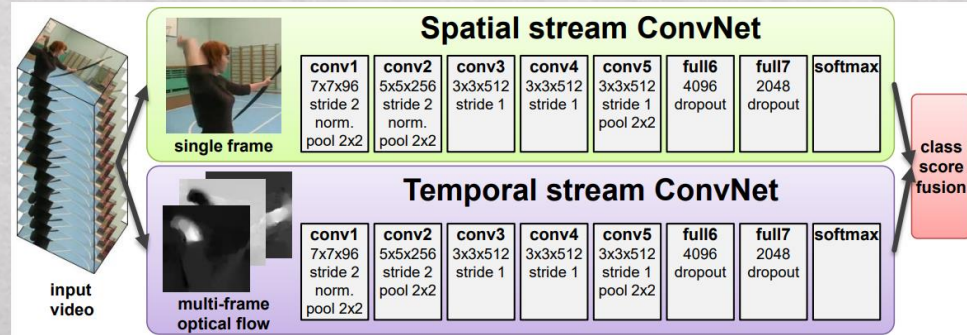 Spatial stream ConvNet
single frame
conv1
7x7x96
stride 2
norm.
pool 2x2
conv2
5x5x256
stride 2
norm.
pool 2x2
conv3
3x3x512
stride 1
conv4
3x3x512
stride 1
conv5
3x3x512
stride 1
pool 2x2
full6
4096
dropout
full7
2048
dropout
softmax
input
video
Temporal stream ConvNet
multi-frame
optical flow
conv1
7x7x96
stride 2
norm.
pool 2x2
conv2
5x5x256
stride 2
pool 2x2
conv3
3x3x512
stride 1
conv4
3x3x512
stride 1
conv5
3x3x512
stride 1
pool 2x2
full6
4096
dropout
full7
2048
dropout
softmax
class
score
fusion